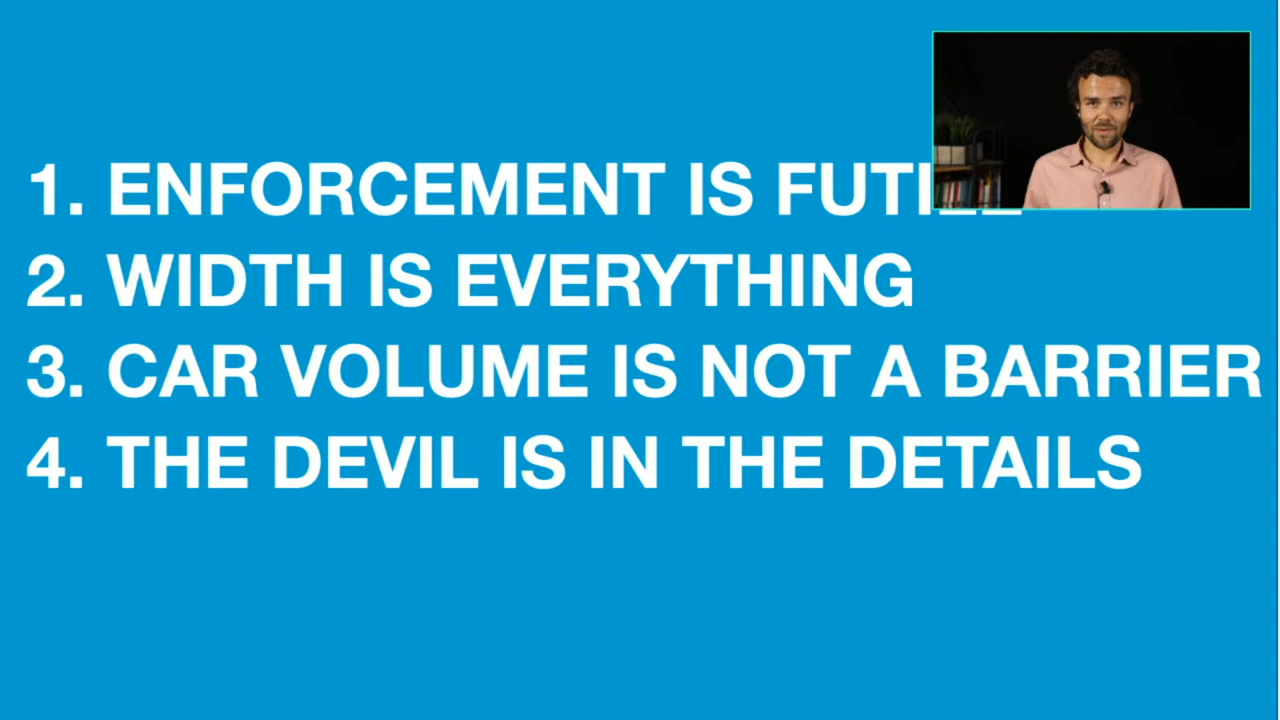 1. ENFORCEMENT IS
2. WIDTH IS EVERYTHING
3. CAR VOLUME IS NOT A BARRIER
4. THE DEVIL IS IN THE DETAILS